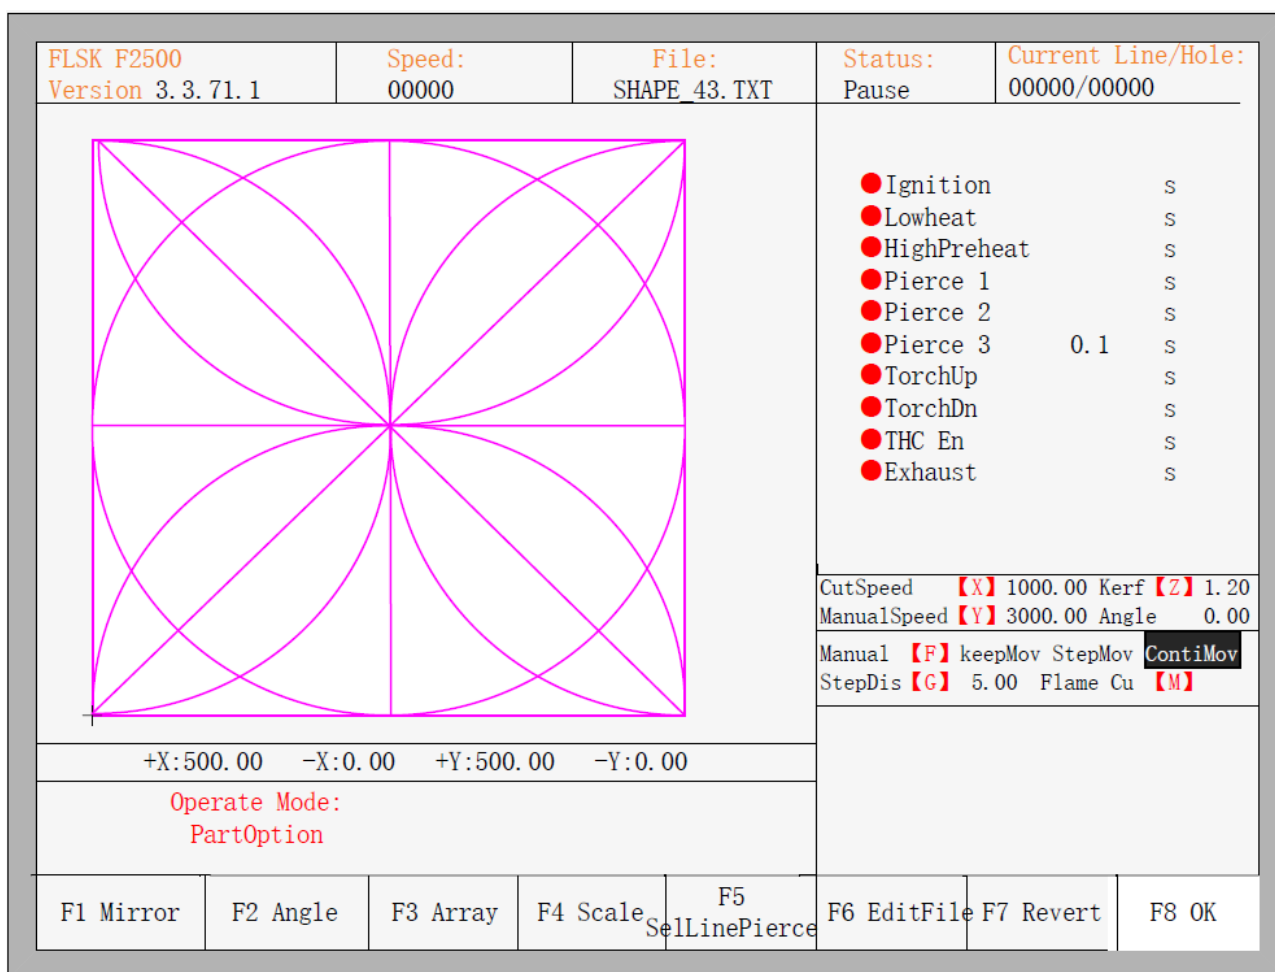 FLSK F2500
Version 3.3.71.1
Speed:
00000
File:
SHAPE_43.TXT
Status:
Pause
Current Line/Hole:
00000/00000
Ignition s
Lowheat s
HighPreheat s
Pierce 1 s
Pierce 2 s
Pierce 3 0.1 s
TorchUp s
TorchDn s
THC En s
Exhaust s
CutSpeed 【X】 1000.00 Kerf 【Z】 1.20
ManualSpeed 【Y】 3000.00 Angle 0.00
Manual 【F】 keepMov StepMov ContiMov
StepDis 【G】 5.00 Flame Cu 【M】
+X:500.00 -X:0.00 +Y:500.00 -Y:0.00
Operate Mode:
PartOption
F1 Mirror
F2 Angle
F3 Array
F4 Scale
F5
SelLinePierce
F6 EditFile
F7 Revert
F8 OK